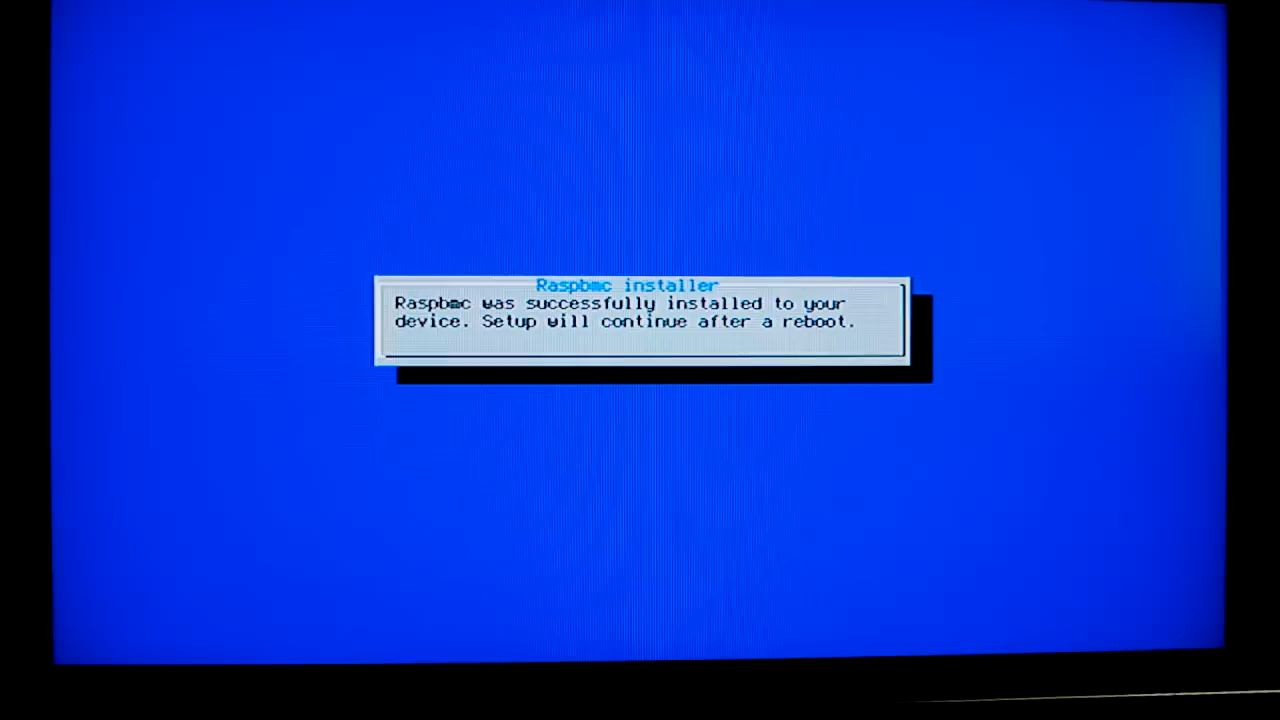 Raspbmc installer
Raspbmc was successfully installed to your
device. Setup will continue after a reboot.